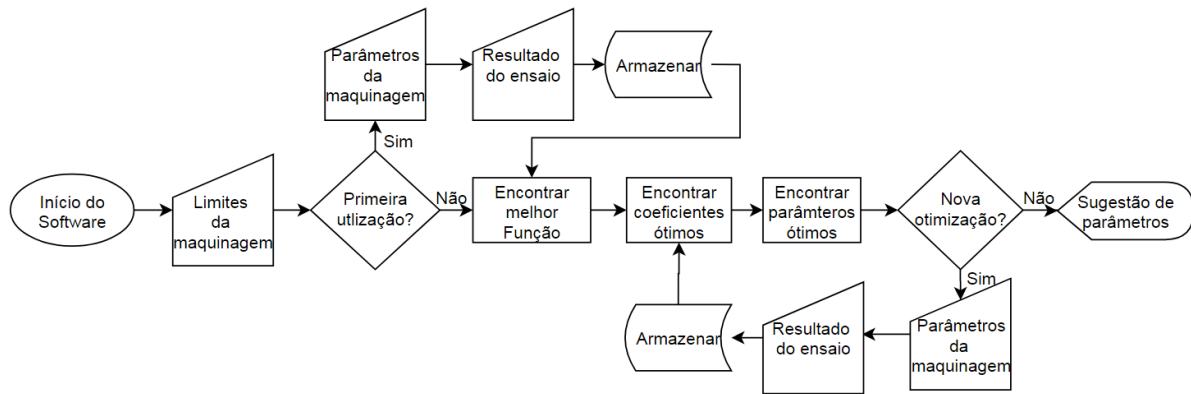 Parâmetros
da
maquinagem
Resultado
do ensaio
Armazenar
Sim
Início do
Software
Limites
da
maquinagem
Primeira
utlização?
Não
Encontrar
melhor
Função
Encontrar
coeficientes
ótimos
Encontrar
parâmteros
ótimos
Nova
otimização?
Não
Sugestão de
parâmetros
Sim
Armazenar
Resultado
do ensaio
Parâmetros
da
maquinagem